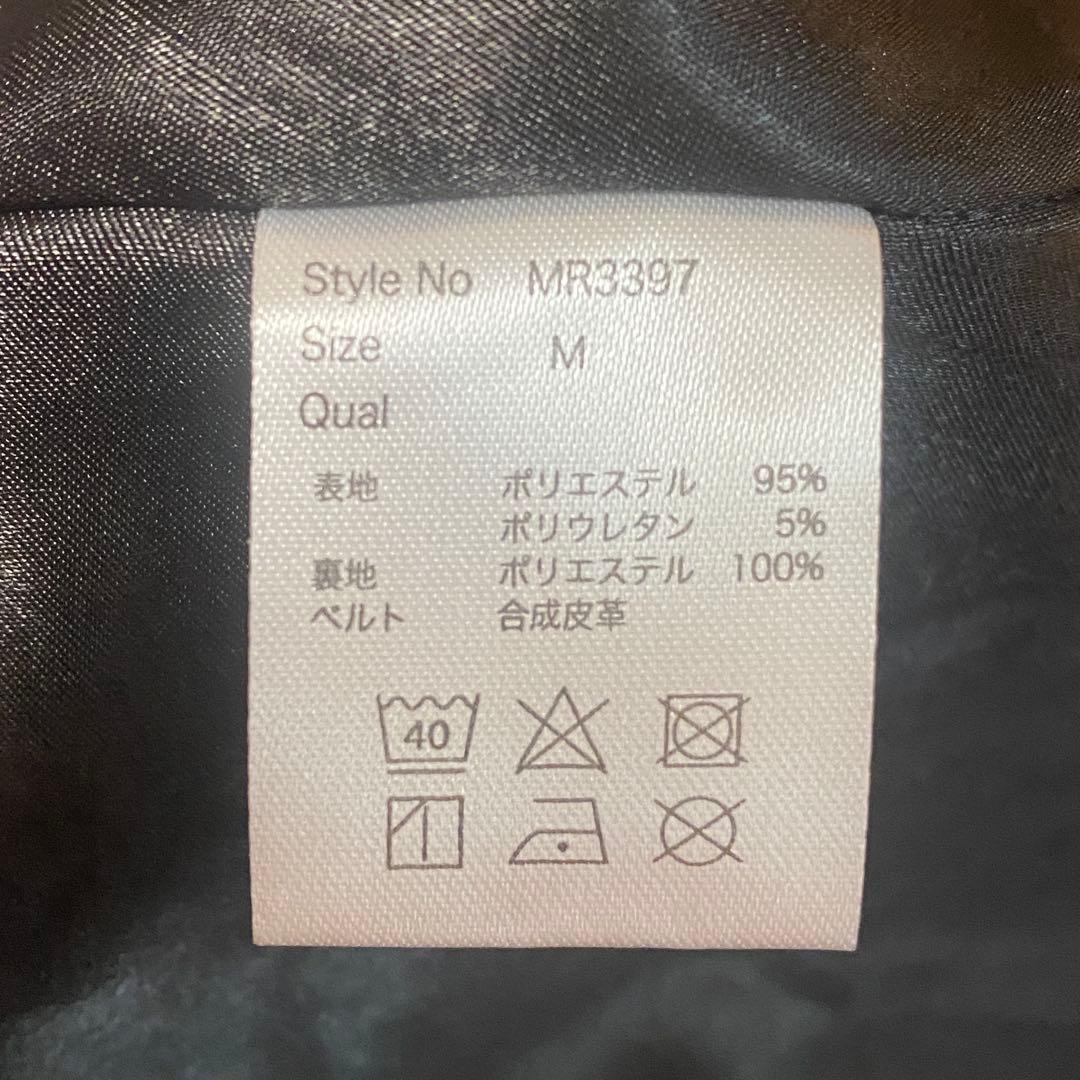 Style No MR3397
Size M
Qual
表地 ポリエステル 95%
ポリウレタン 5%
裏地 ポリエステル 100%
ベルト 合成皮革
40